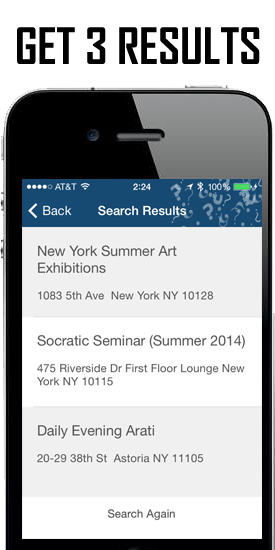 GET 3 RESULTS
AT&T 2:24 100%
Back Search Results
New York Summer Art
Exhibitions
1083 5th Ave New York NY 10128
Socratic Seminar (Summer 2014)
475 Riverside Dr First Floor Lounge New
York NY 10115
Daily Evening Arati
20-29 38th St Astoria NY 11105
Search Again